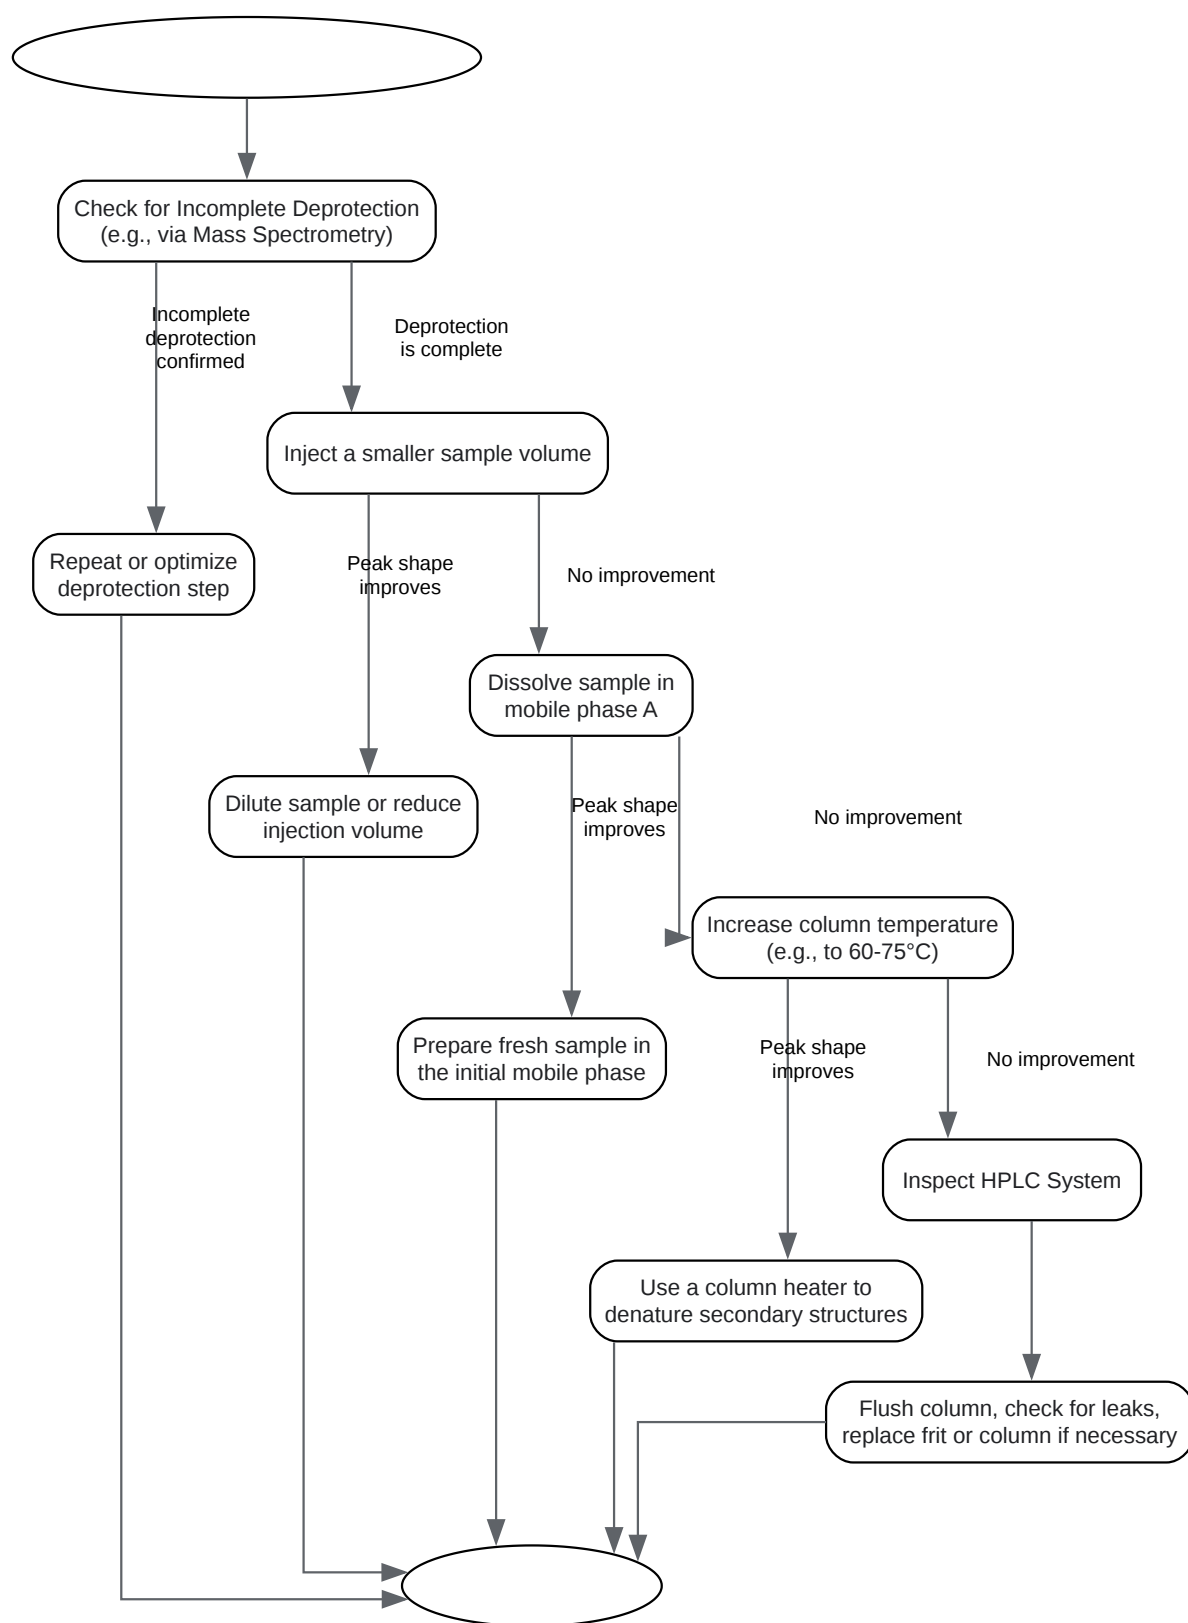 Check for Incomplete Deprotection
(e.g., via Mass Spectrometry)
Incomplete
deprotection
confirmed
Deprotection
is complete
Inject a smaller sample volume
Repeat or optimize
deprotection step
Peak shape
improves
No improvement
Dissolve sample in
mobile phase A
Dilute sample or reduce
injection volume
Peak shape
improves
No improvement
Increase column temperature
(e.g., to 60-75°C)
Prepare fresh sample in
the initial mobile phase
Peak shape
improves
No improvement
Inspect HPLC System
Use a column heater to
denature secondary structures
Flush column, check for leaks,
replace frit or column if necessary